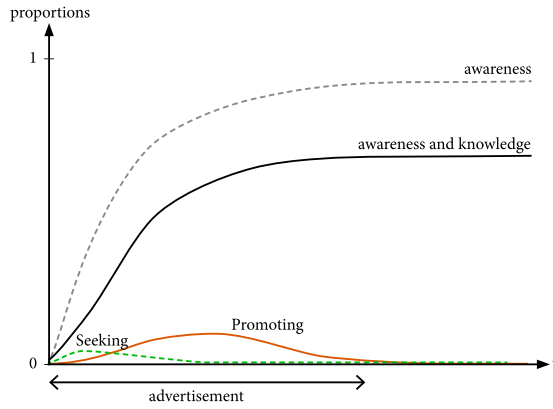 proportions
1
awareness
awareness and knowledge
Promoting
Seeking
0
advertisement